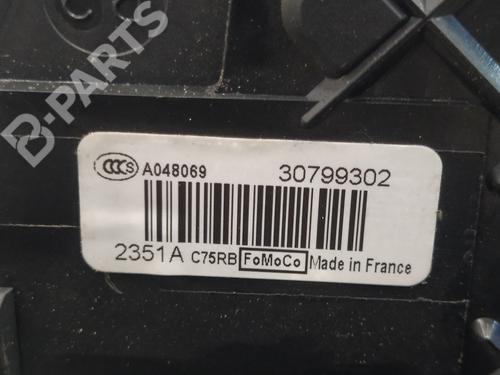 B-PARTS
CCC S A048069 30799302
2351A C75RB FoMoCo Made in France